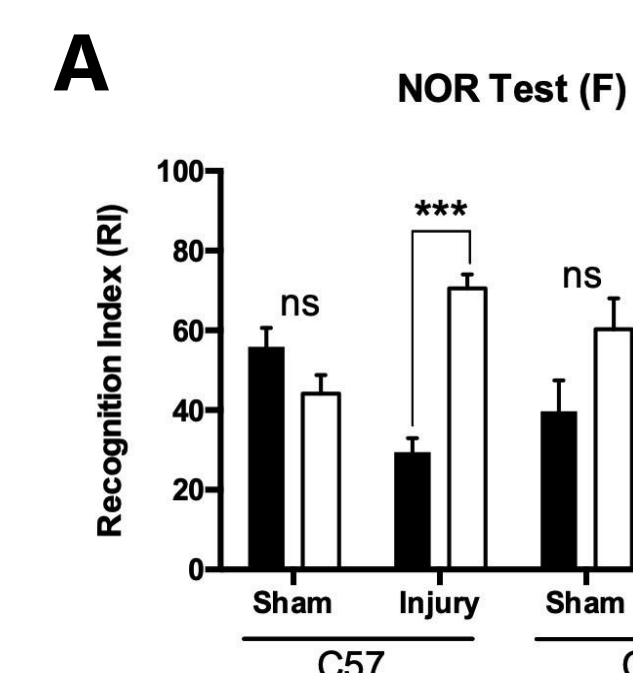 A
NOR Test (F)
Recognition Index (RI)
100
80
60
40
20
0
ns
***
ns
Sham Injury Sham
C57